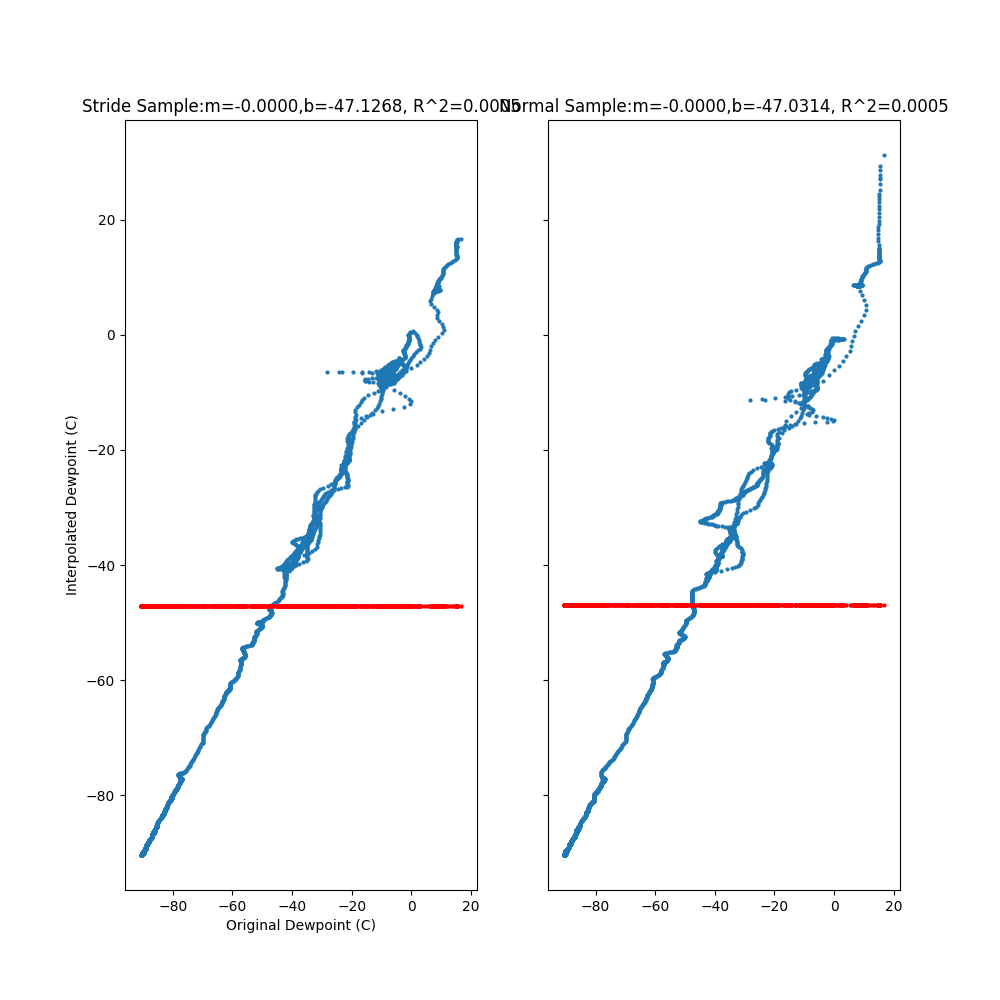 Stride Sample:m=-0.0000,b=-47.1268, R^2=0.0005
Normal Sample:m=-0.0000,b=-47.0314, R^2=0.0005
20
0
−20
−40
−60
−80
Interpolated Dewpoint (C)
−80 −60 −40 −20 0 20
−80 −60 −40 −20 0 20
Original Dewpoint (C)